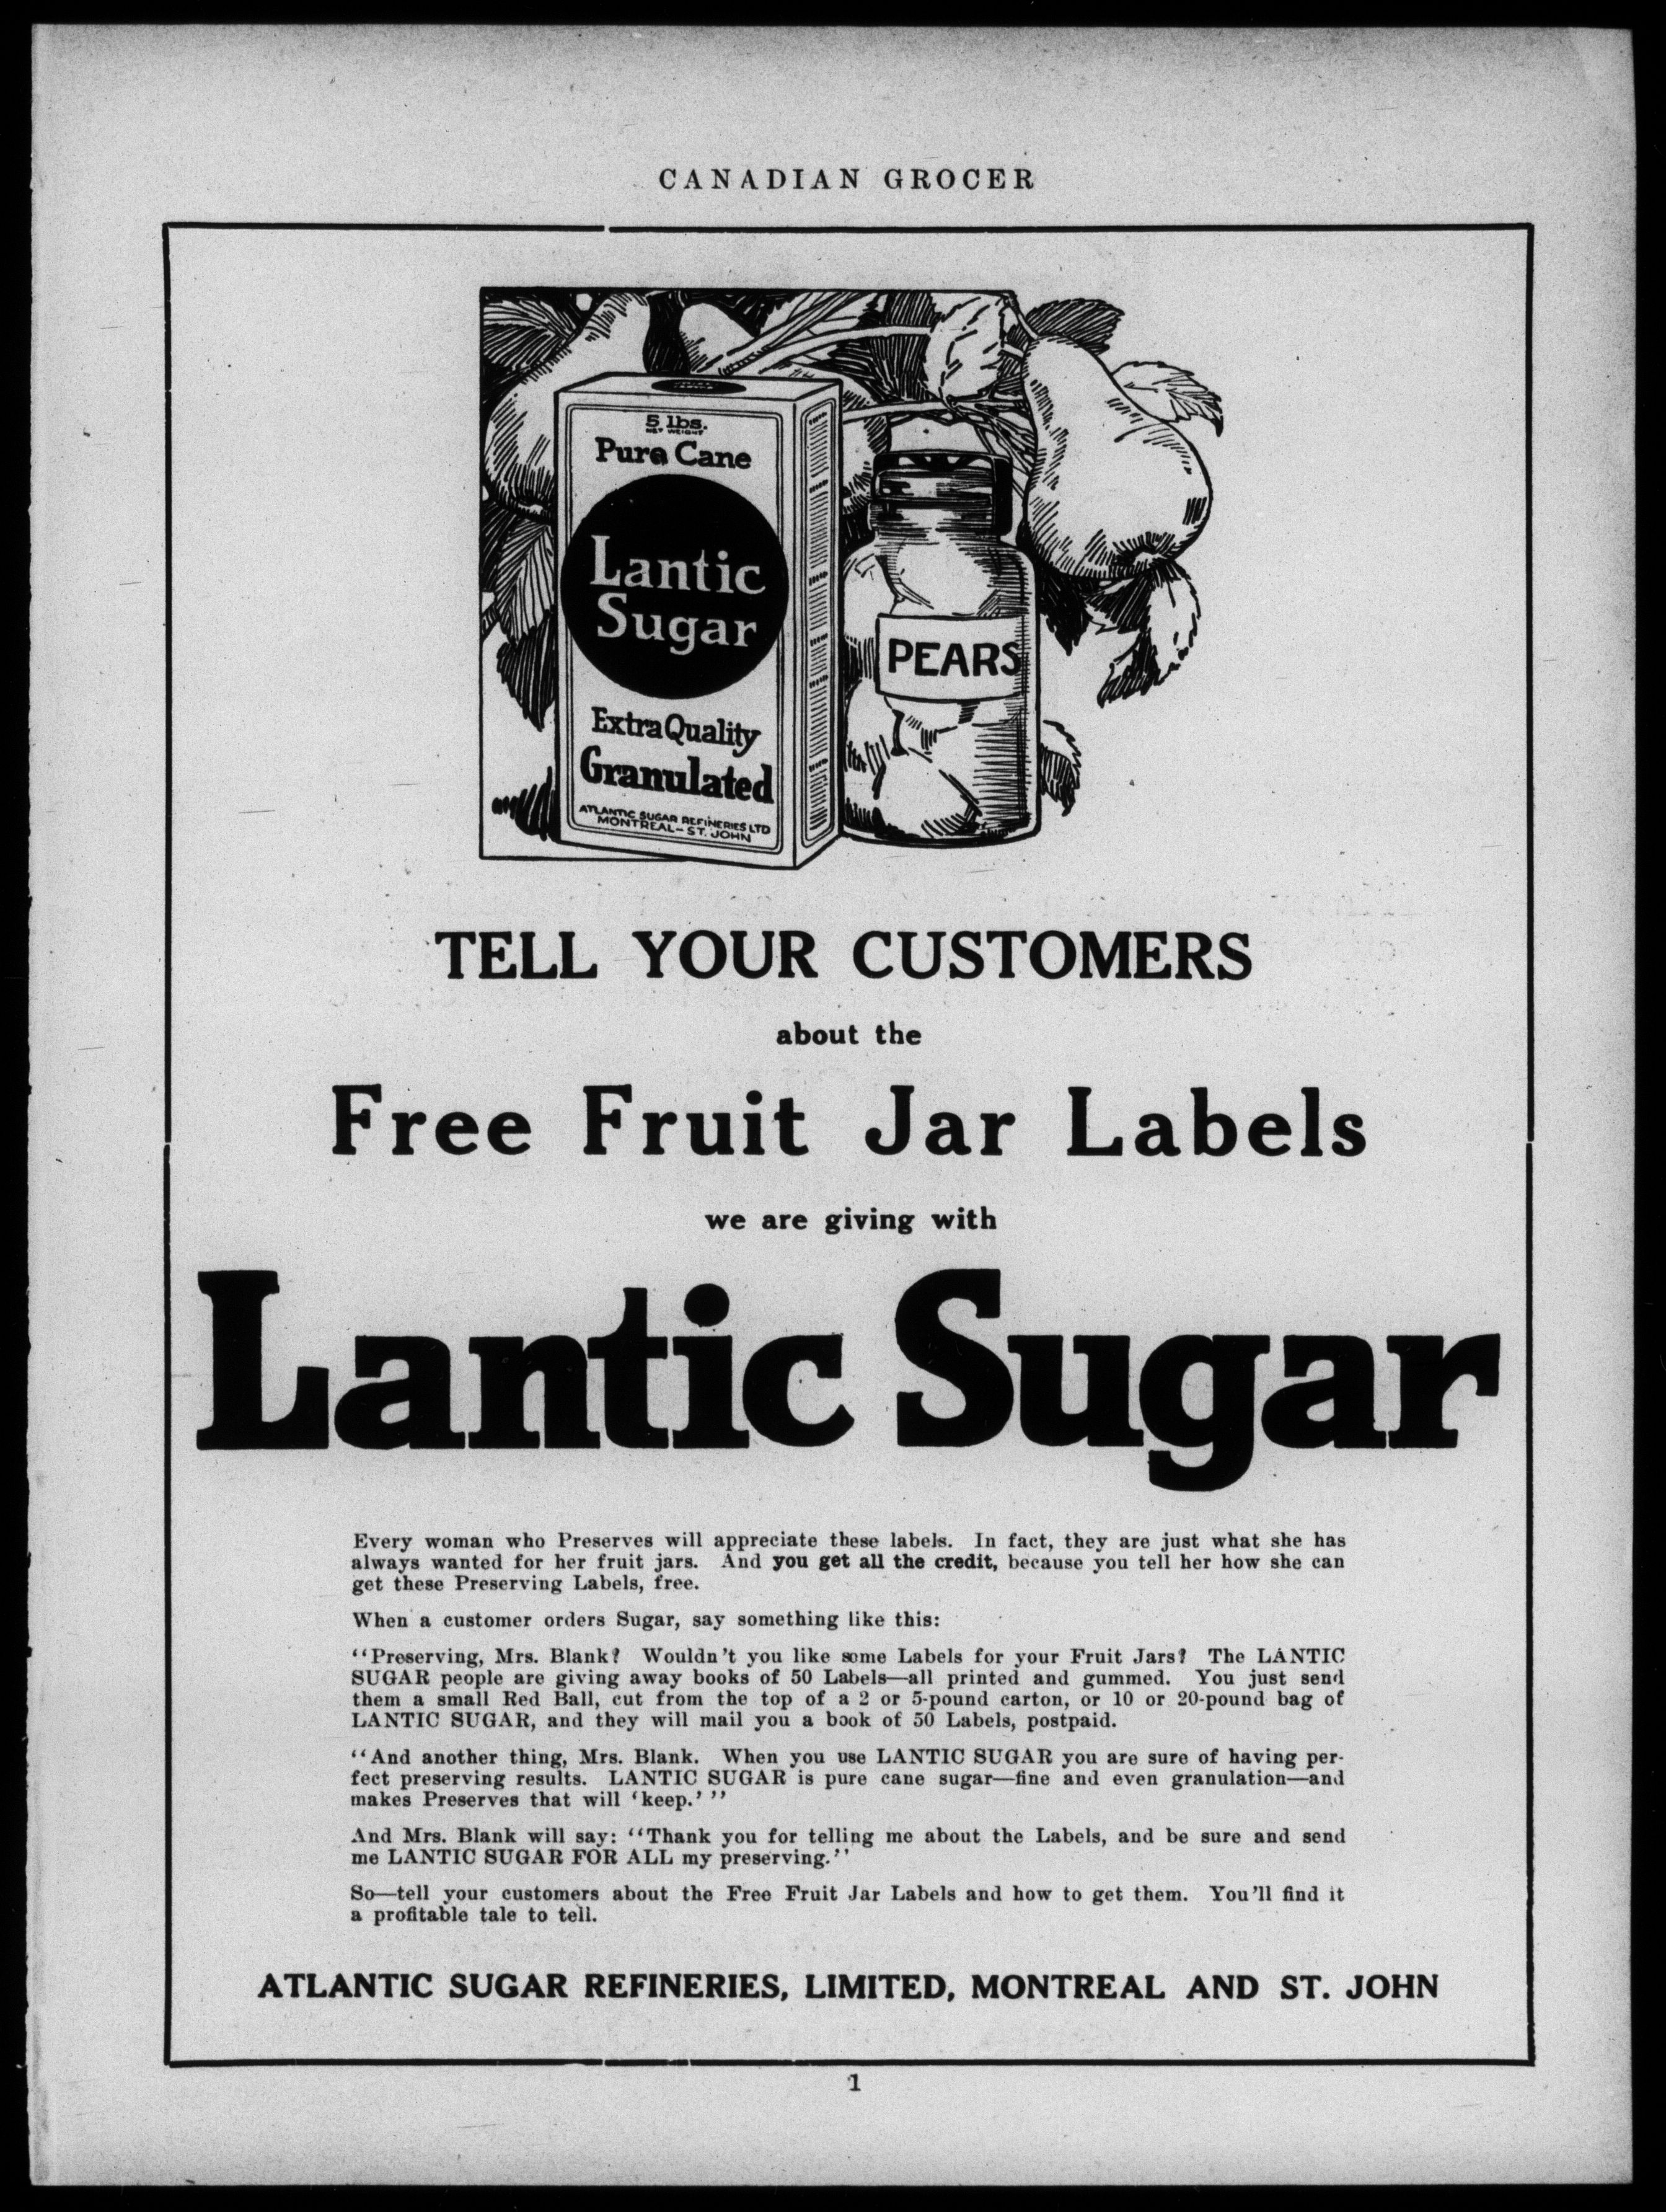 CANADIAN GROCER
5 lbs.
NET WEIGHT
Pure Cane
Lantic
Sugar
Extra Quality
Granulated
ATLANTIC SUGAR REFINERIES LTD
MONTREAL - ST. JOHN
PEARS
TELL YOUR CUSTOMERS
about the
Free Fruit Jar Labels
we are giving with
Lantic Sugar
Every woman who Preserves will appreciate these labels. In fact, they are just what she has
always wanted for her fruit jars. And you get all the credit, because you tell her how she can
get these Preserving Labels, free.
When a customer orders Sugar, say something like this:
"Preserving, Mrs. Blank? Wouldn't you like some Labels for your Fruit Jars? The LANTIC
SUGAR people are giving away books of 50 Labels—all printed and gummed. You just send
them a small Red Ball, cut from the top of a 2 or 5-pound carton, or 10 or 20-pound bag of
LANTIC SUGAR, and they will mail you a book of 50 Labels, postpaid.
"And another thing, Mrs. Blank. When you use LANTIC SUGAR you are sure of having per-
fect preserving results. LANTIC SUGAR is pure cane sugar—fine and even granulation—and
makes Preserves that will 'keep.' "
And Mrs. Blank will say: "Thank you for telling me about the Labels, and be sure and send
me LANTIC SUGAR FOR ALL my preserving."
So—tell your customers about the Free Fruit Jar Labels and how to get them. You'll find it
a profitable tale to tell.
ATLANTIC SUGAR REFINERIES, LIMITED, MONTREAL AND ST. JOHN
1